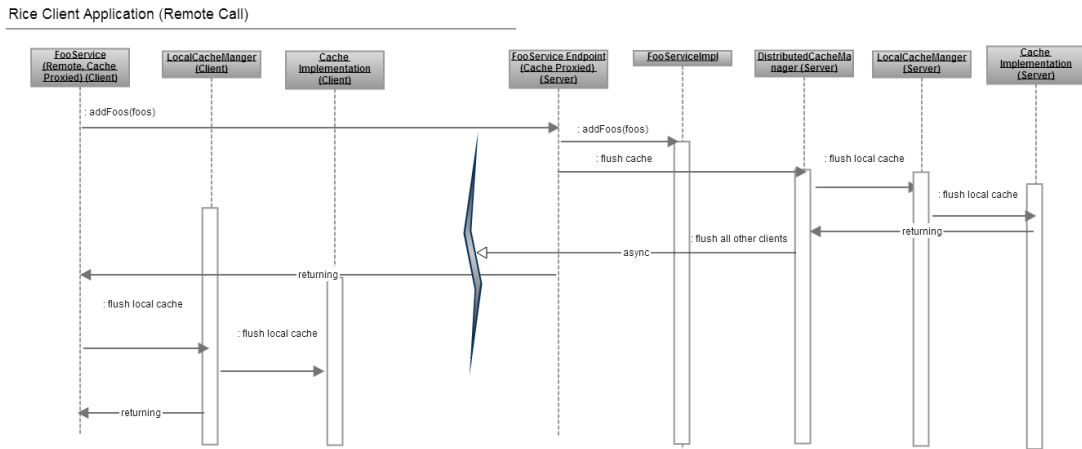 Rice Client Application (Remote Call)
FooService
(Remote, Cache
Proxied) (Client)
LocalCacheManger
(Client)
Cache
Implementation
(Client)
FooService Endpoint
(Cache Proxied)
(Server)
FooServiceImpl
DistributedCacheMa
nager (Server)
LocalCacheManger
(Server)
Cache
Implementation
(Server)
: addFoos(foos)
: addFoos(foos)
: flush cache
: flush local cache
: flush local cache
returning
: flush all other clients
async
returning
: flush local cache
: flush local cache
returning